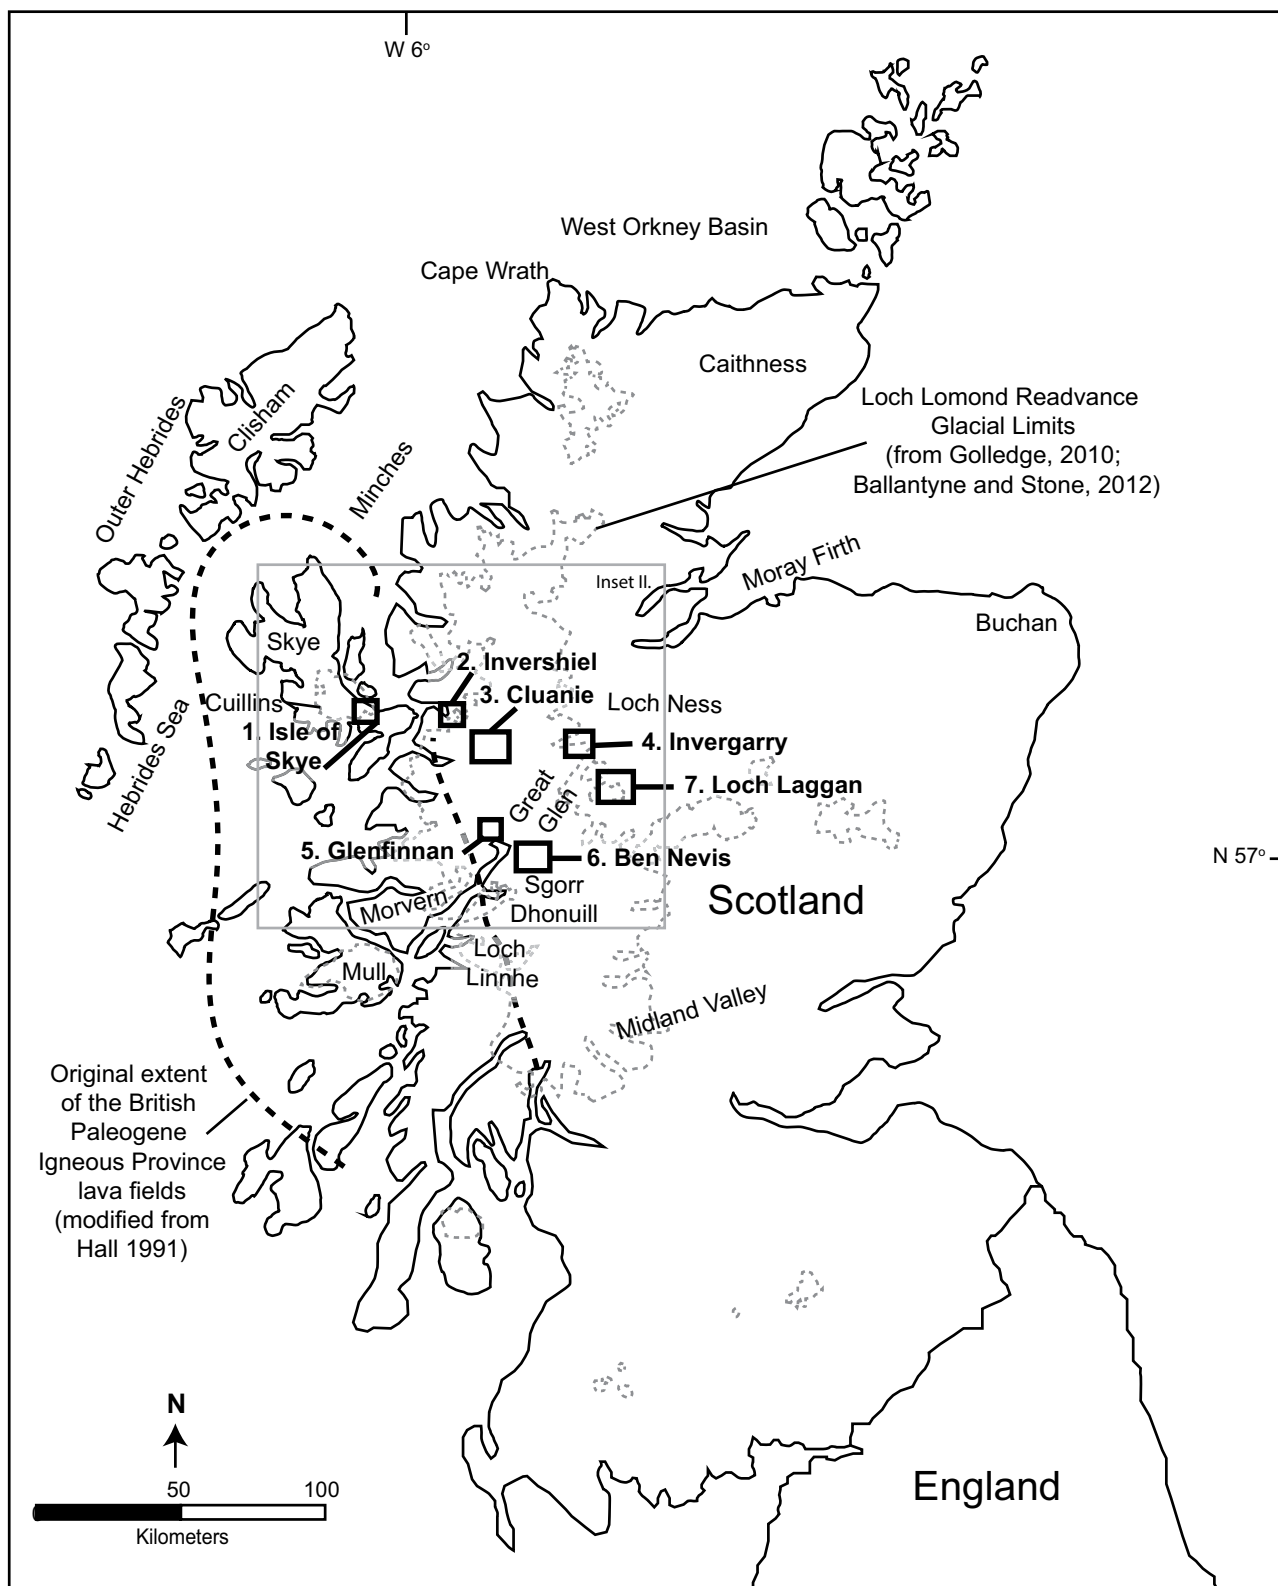 W 6°
West Orkney Basin
Cape Wrath
Caithness
Loch Lomond Readvance
Glacial Limits
(from Golledge, 2010;
Ballantyne and Stone, 2012)
Outer Hebrides
Clisham
Minches
Moray Firth
Inset II.
Buchan
Skye
2. Invershiel
3. Cluanie
Cuillins
Loch Ness
1. Isle of
Skye
4. Invergarry
Hebrides Sea
7. Loch Laggan
Great
Glen
5. Glenfinnan
6. Ben Nevis
N 57°
Sgorr
Dhonuill
Scotland
Morvern
Loch
Linnhe
Mull
Midland Valley
Original extent
of the British
Paleogene
Igneous Province
lava fields
(modified from
Hall 1991)
N
50
100
Kilometers
England